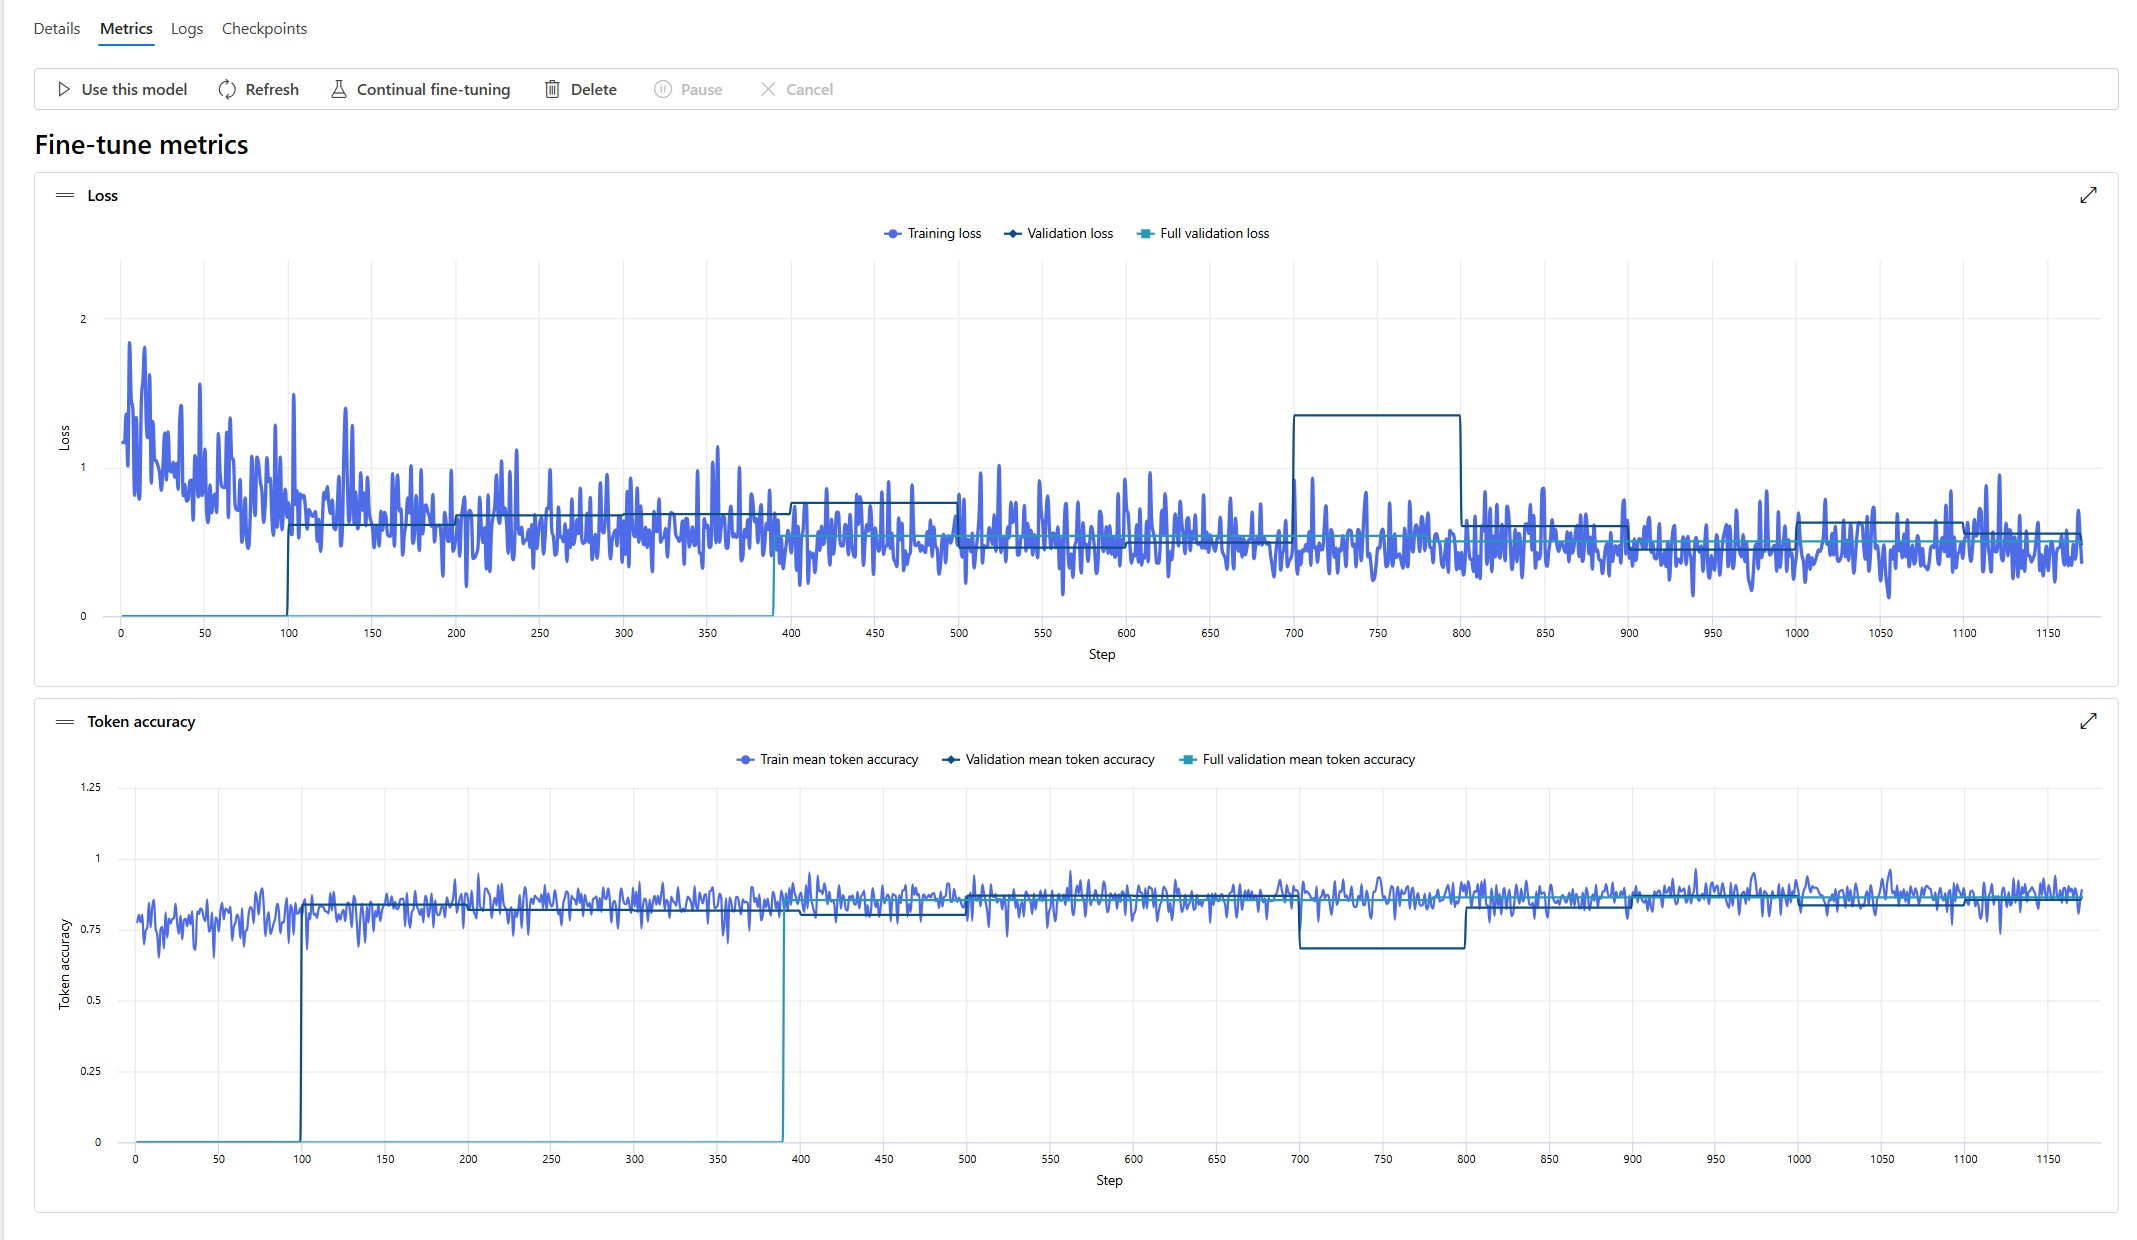 Details Metrics Logs Checkpoints
Use this model Refresh Continual fine-tuning Delete Pause Cancel
Fine-tune metrics
Loss
Training loss Validation loss Full validation loss
2
1
0
Loss
0 50 100 150 200 250 300 350 400 450 500 550 600 650 700 750 800 850 900 950 1000 1050 1100 1150
Step
Token accuracy
Train mean token accuracy Validation mean token accuracy Full validation mean token accuracy
1.25
1
0.75
0.5
0.25
0
Token accuracy
0 50 100 150 200 250 300 350 400 450 500 550 600 650 700 750 800 850 900 950 1000 1050 1100 1150
Step